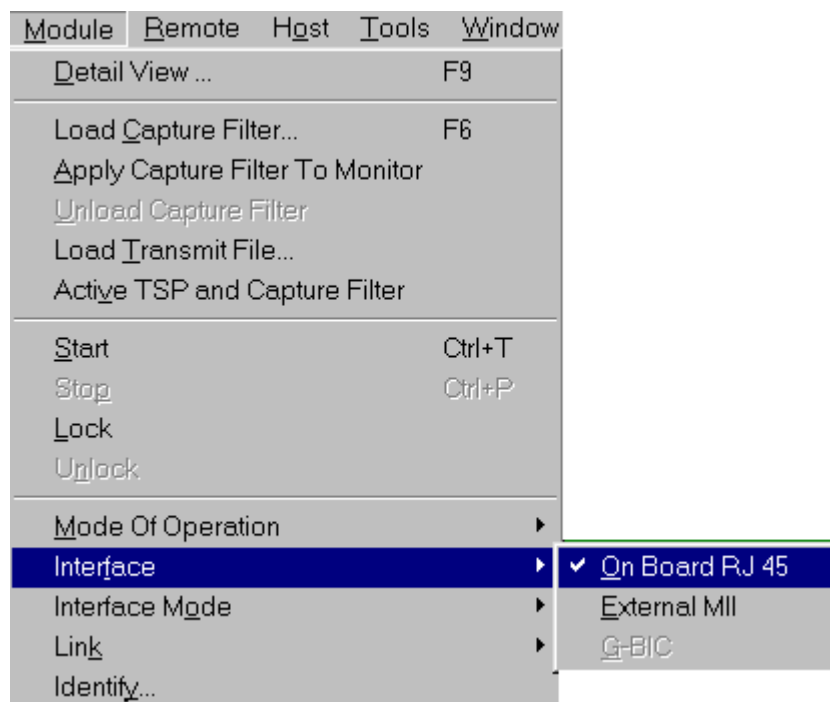 Module Remote Host Tools Window
Detail View ... F9
Load Capture Filter... F6
Apply Capture Filter To Monitor
Unload Capture Filter
Load Transmit File...
Active TSP and Capture Filter
Start Ctrl+T
Stop Ctrl+P
Lock
Unlock
Mode Of Operation
Interface
On Board RJ 45
Interface Mode
External MII
Link
G-BIC
Identify...